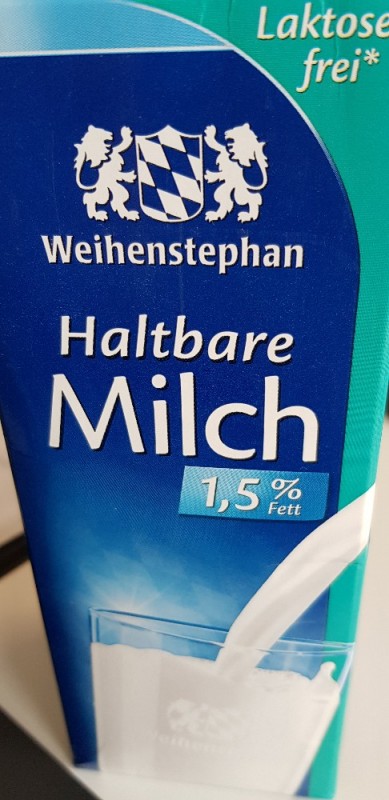 Laktose
frei*
Weihenstephan
Haltbare
Milch
1,5 %
Fett